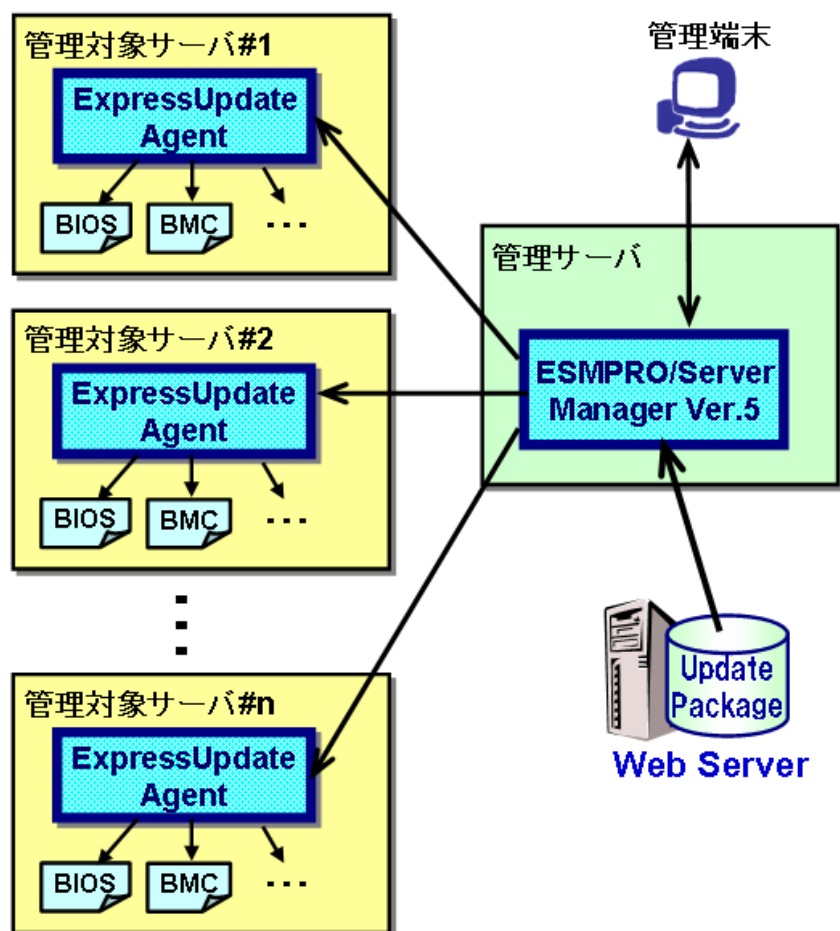 管理対象サーバ#1
ExpressUpdate
Agent
BIOS
BMC
･･･
管理対象サーバ#2
ExpressUpdate
Agent
BIOS
BMC
･･･
管理対象サーバ#n
ExpressUpdate
Agent
BIOS
BMC
･･･
管理端末
管理サーバ
ESMPRO/Server
Manager Ver.5
Update
Package
Web Server